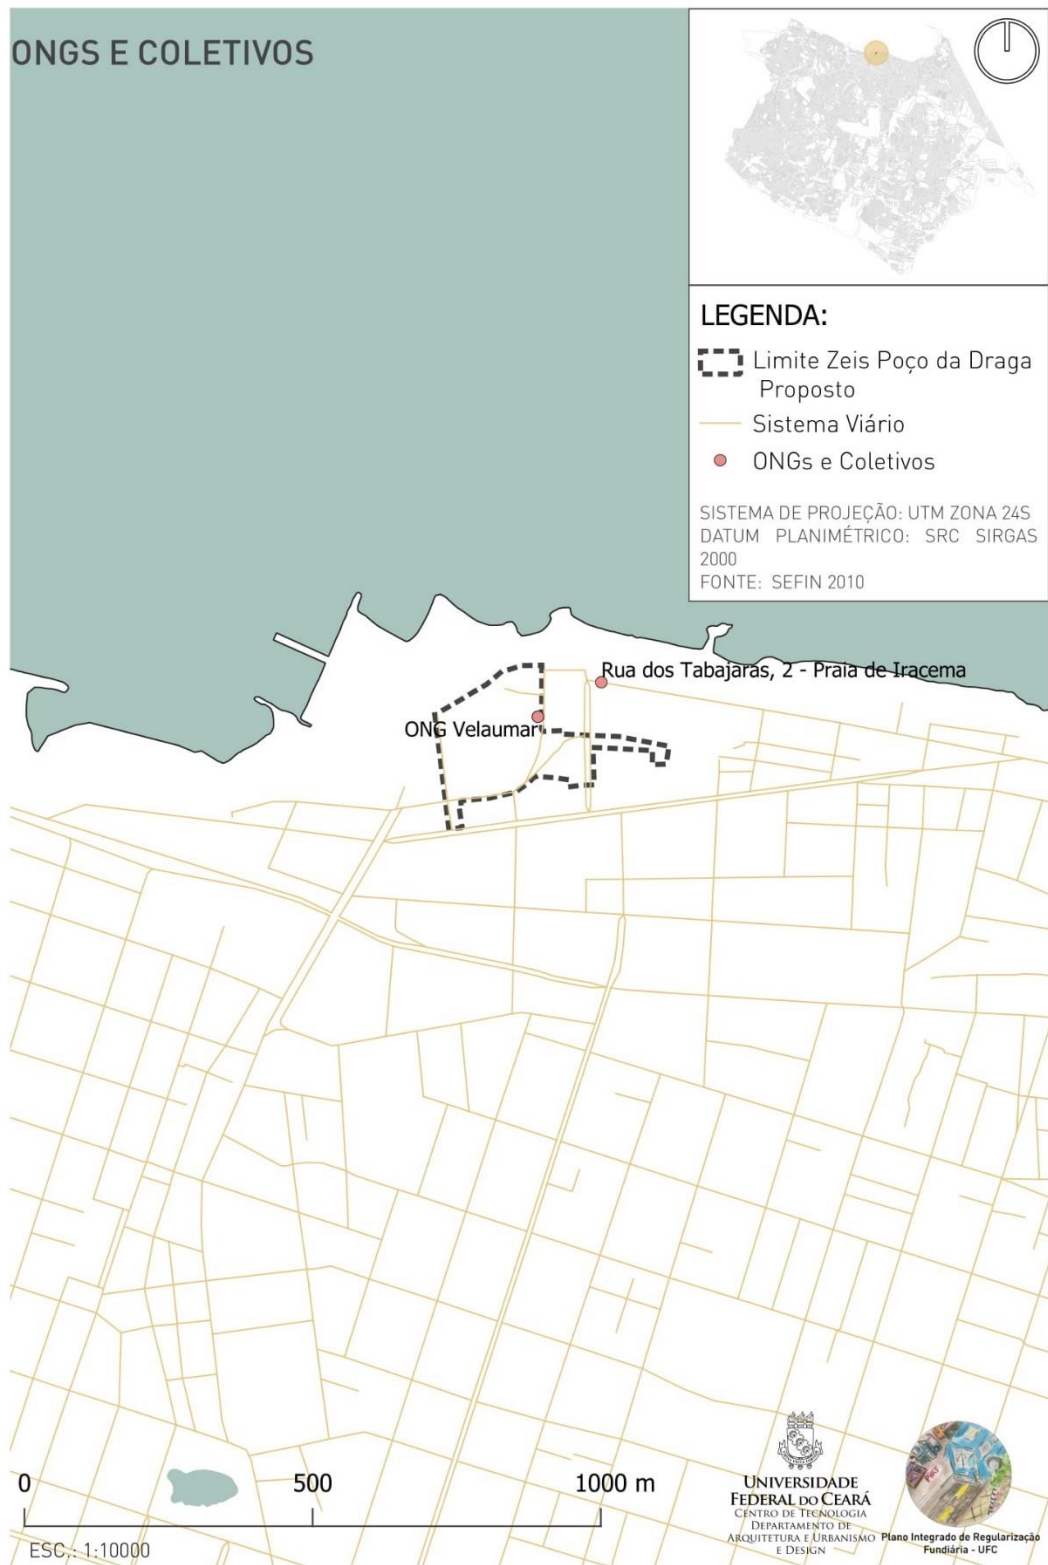 ONGS E COLETIVOS
LEGENDA:
Limite Zeis Poço da Draga
Proposto
Sistema Viário
ONGs e Coletivos
SISTEMA DE PROJEÇÃO: UTM ZONA 24S
DATUM PLANIMÉTRICO: SRC SIRGAS
2000
FONTE: SEFIN 2010
Rua dos Tabajaras, 2 - Praia de Iracema
ONG Velaumar
0 500 1000 m
ESC.: 1:10000
UNIVERSIDADE
FEDERAL DO CEARÁ
CENTRO DE TECNOLOGIA
DEPARTAMENTO DE
ARQUITETURA E URBANISMO
E DESIGN
Plano Integrado de Regularização
Fundiária - UFC